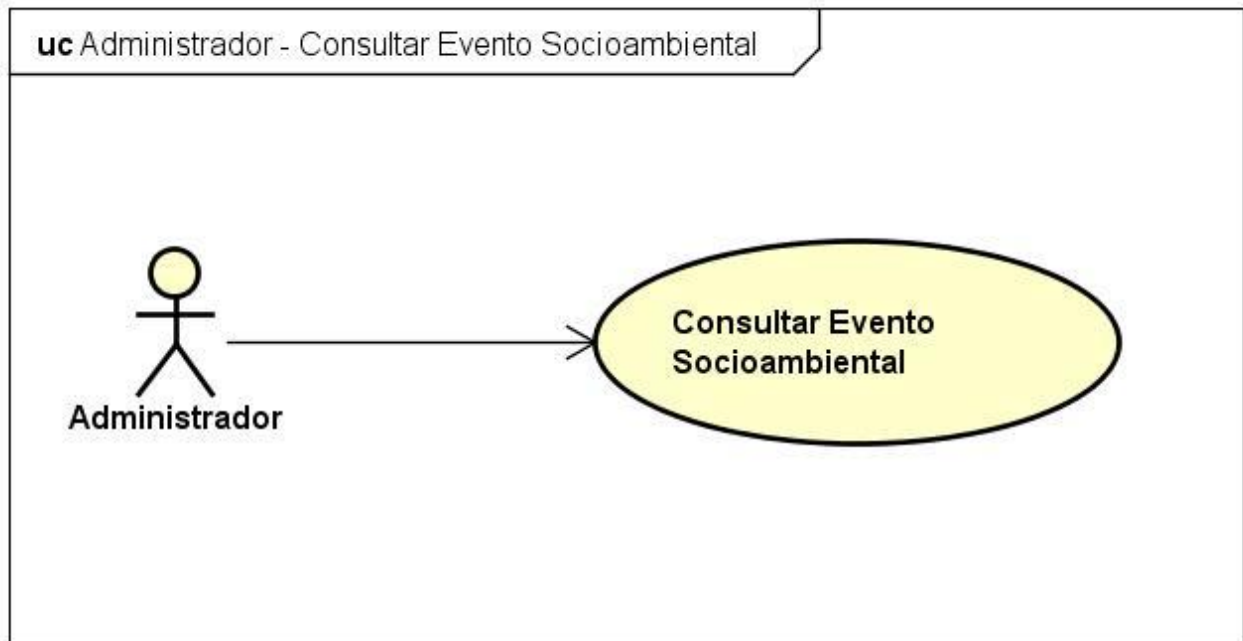 uc Administrador - Consultar Evento Socioambiental
Consultar Evento
Socioambiental
Administrador